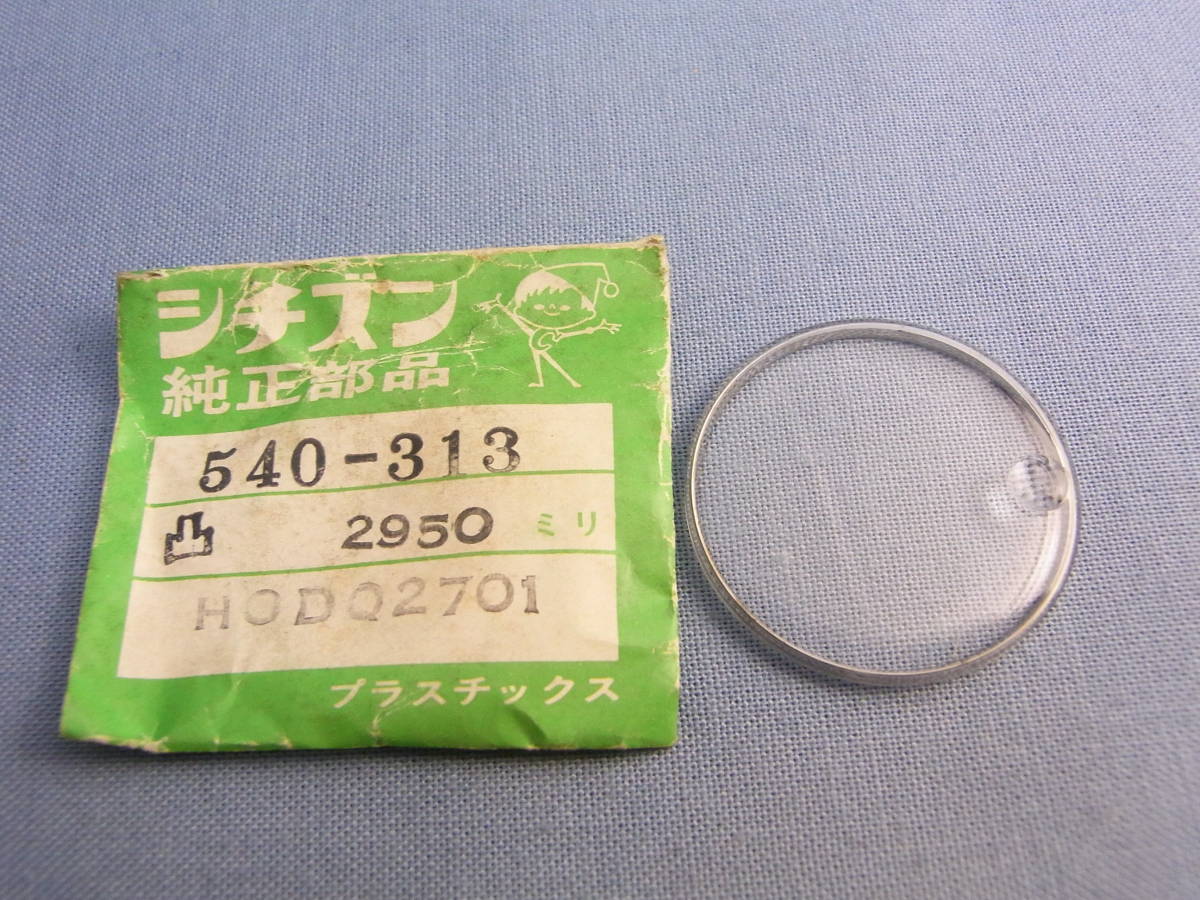 シチズン
純正部品
540-313
凸 2950 ミリ
HODQ2701
プラスチックス